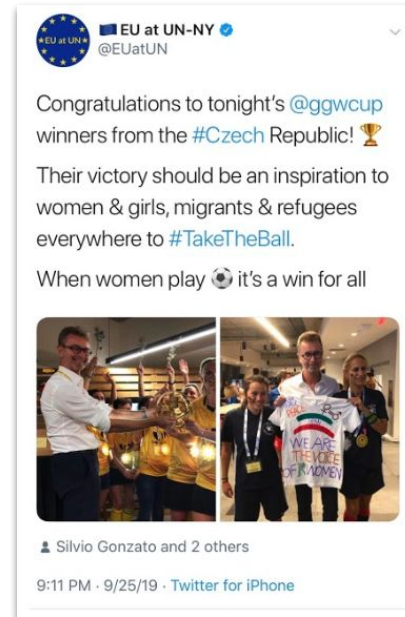 EU at UN
EU at UN-NY
@EUatUN
Congratulations to tonight's @ggwcup
winners from the #Czech Republic! 🏆
Their victory should be an inspiration to
women & girls, migrants & refugees
everywhere to #TakeTheBall.
When women play ⚽ it's a win for all
WE ARE
THE VOICE
OF WOMEN
Silvio Gonzato and 2 others
9:11 PM · 9/25/19 · Twitter for iPhone